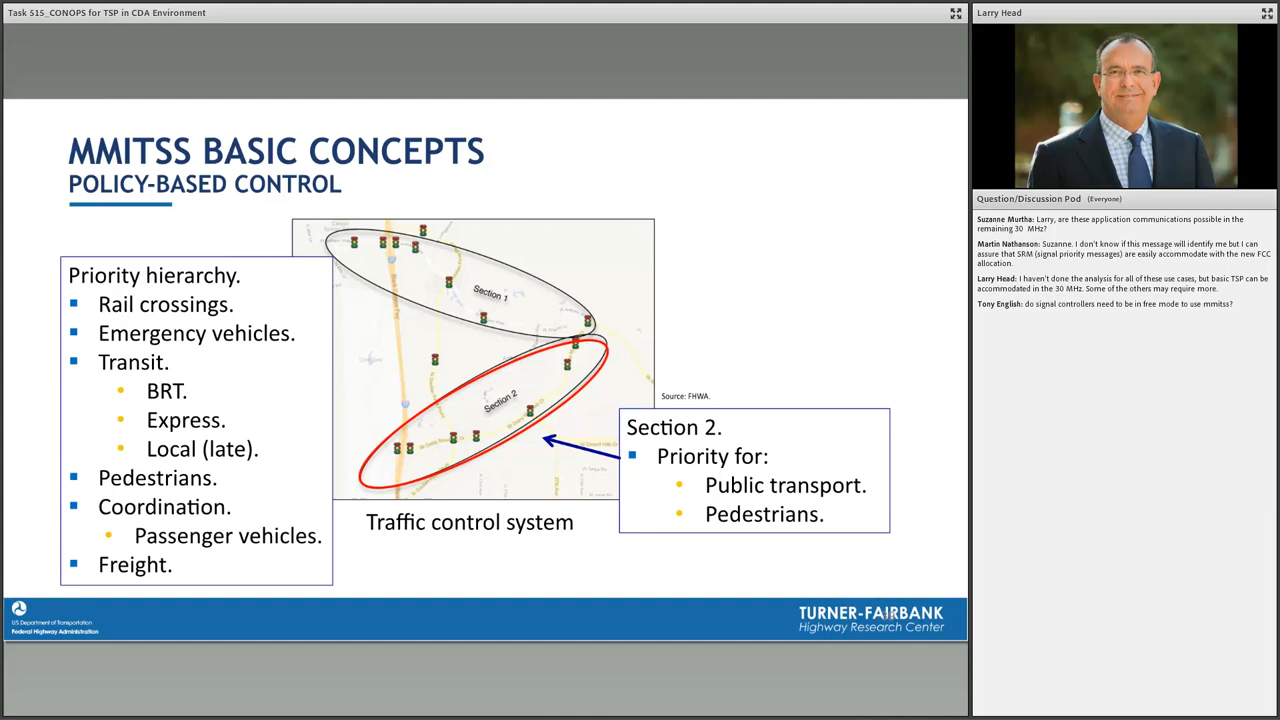 Task 515_CONOPS for TSP in CDA Environment
MMITSS BASIC CONCEPTS
POLICY-BASED CONTROL
Priority hierarchy.
Rail crossings.
Emergency vehicles.
Transit.
BRT.
Express.
Local (late).
Pedestrians.
Coordination.
Passenger vehicles.
Freight.
Section 1
Section 2
Traffic control system
Source: FHWA.
Section 2.
Priority for:
Public transport.
Pedestrians.
U.S. Department of Transportation
Federal Highway Administration
TURNER-FAIRBANK
Highway Research Center
Larry Head
Question/Discussion Pod (Everyone)
Suzanne Murtha: Larry, are these application communications possible in the
remaining 30 MHz?
Martin Nathanson: Suzanne. I don't know if this message will identify me but I can
assure that SRM (signal priority messages) are easily accommodate with the new FCC
allocation.
Larry Head: I haven't done the analysis for all of these use cases, but basic TSP can be
accommodated in the 30 MHz. Some of the others may require more.
Tony English: do signal controllers need to be in free mode to use mmitss?